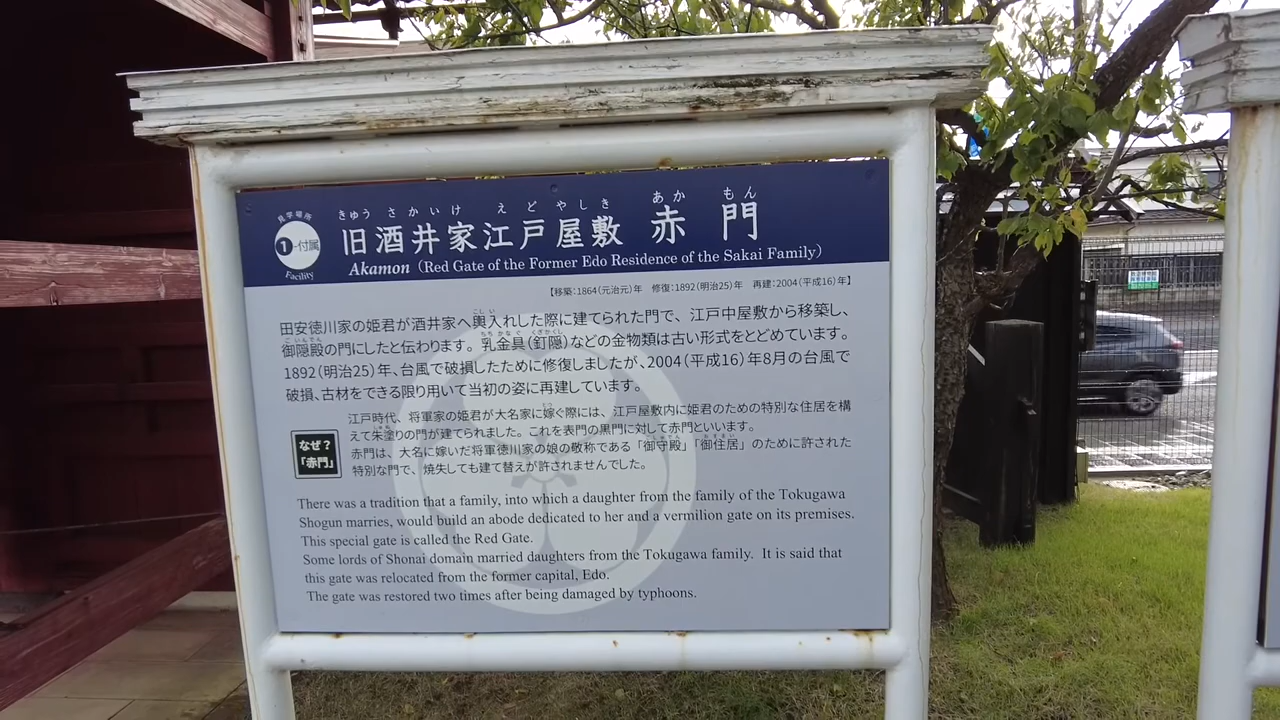 見学場所
1-付属
Facility
きゅう さかいけ えどやしき あか もん
旧酒井家江戸屋敷 赤門
Akamon (Red Gate of the Former Edo Residence of the Sakai Family)
【移築:1864(元治元)年 修復:1892(明治25)年 再建:2004(平成16)年】
田安徳川家の姫君が酒井家へ輿入れした際に建てられた門で、江戸中屋敷から移築し、
御隠殿の門にしたと伝わります。乳金具(釘隠)などの金物類は古い形式をとどめています。
1892(明治25)年、台風で破損したために修復しましたが、2004(平成16)年8月の台風で
破損、古材をできる限り用いて当初の姿に再建しています。
なぜ?
「赤門」
江戸時代、将軍家の姫君が大名家に嫁ぐ際には、江戸屋敷内に姫君のための特別な住居を構
えて朱塗りの門が建てられました。これを表門の黒門に対して赤門といいます。
赤門は、大名に嫁いだ将軍徳川家の娘の敬称である「御守殿」「御住居」のために許された
特別な門で、焼失しても建て替えが許されませんでした。
There was a tradition that a family, into which a daughter from the family of the Tokugawa
Shogun marries, would build an abode dedicated to her and a vermilion gate on its premises.
This special gate is called the Red Gate.
Some lords of Shonai domain married daughters from the Tokugawa family. It is said that
this gate was relocated from the former capital, Edo.
The gate was restored two times after being damaged by typhoons.